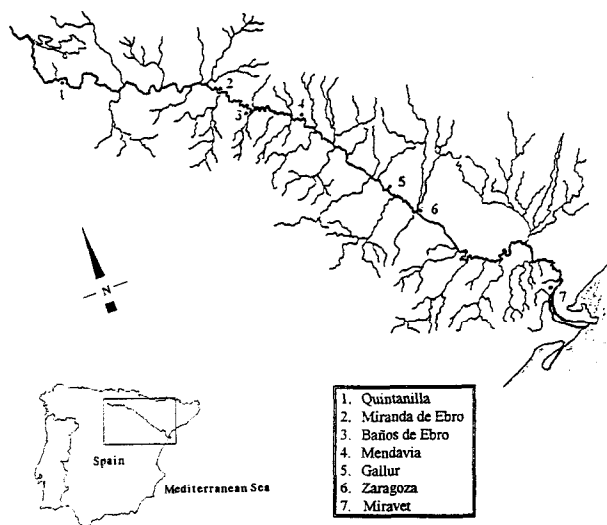 1
2
3
4
5
6
7
N
Spain
Mediterranean Sea
1. Quintanilla
2. Miranda de Ebro
3. Baños de Ebro
4. Mendavia
5. Gallur
6. Zaragoza
7. Miravet